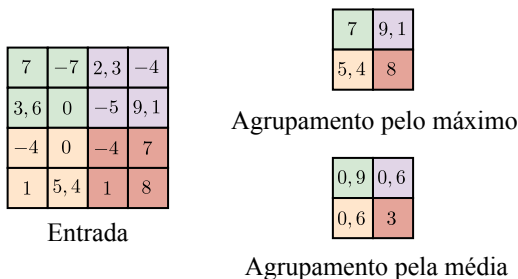 7 −7 2,3 −4
3,6 0 −5 9,1
−4 0 −4 7
1 5,4 1 8
Entrada
7 9,1
5,4 8
Agrupamento pelo máximo
0,9 0,6
0,6 3
Agrupamento pela média